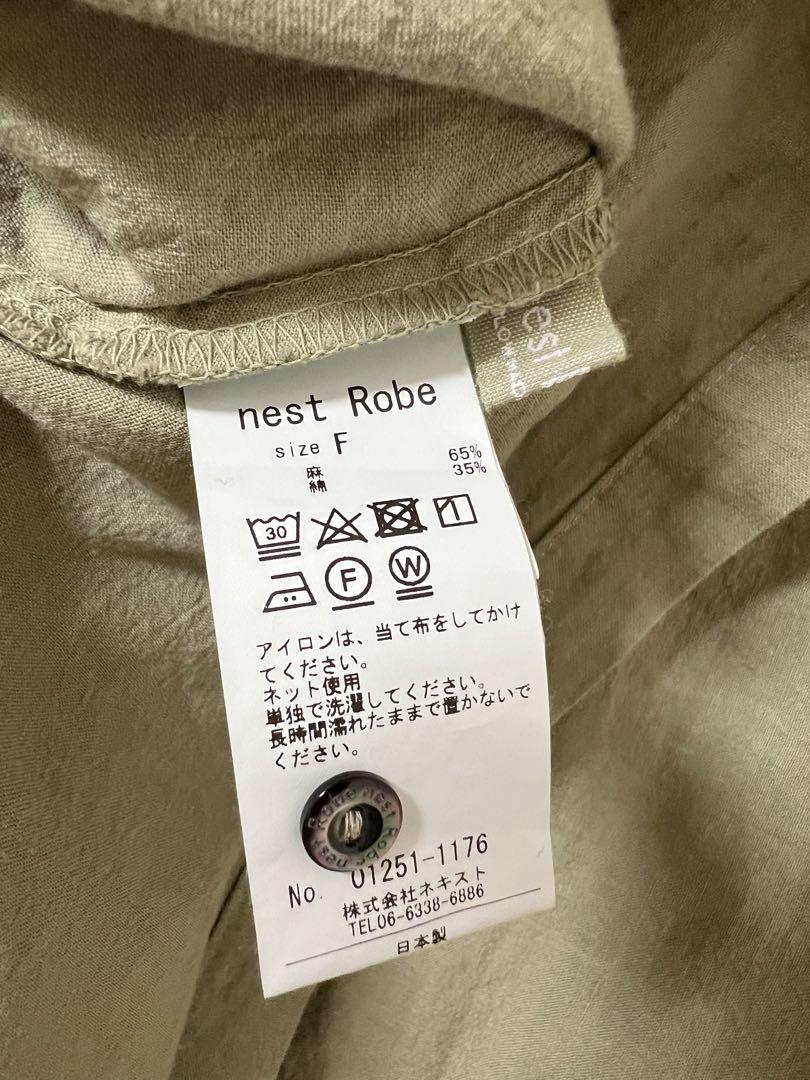 nest Robe
size F
麻 65%
綿 35%
30
1
F W
アイロンは、当て布をしてかけ
てください。
ネット使用
単独で洗濯してください。
長時間濡れたままで置かないで
ください。
nest Robe nest Robe
No. 01251-1176
株式会社ネキスト
TEL06-6338-6886
日本製